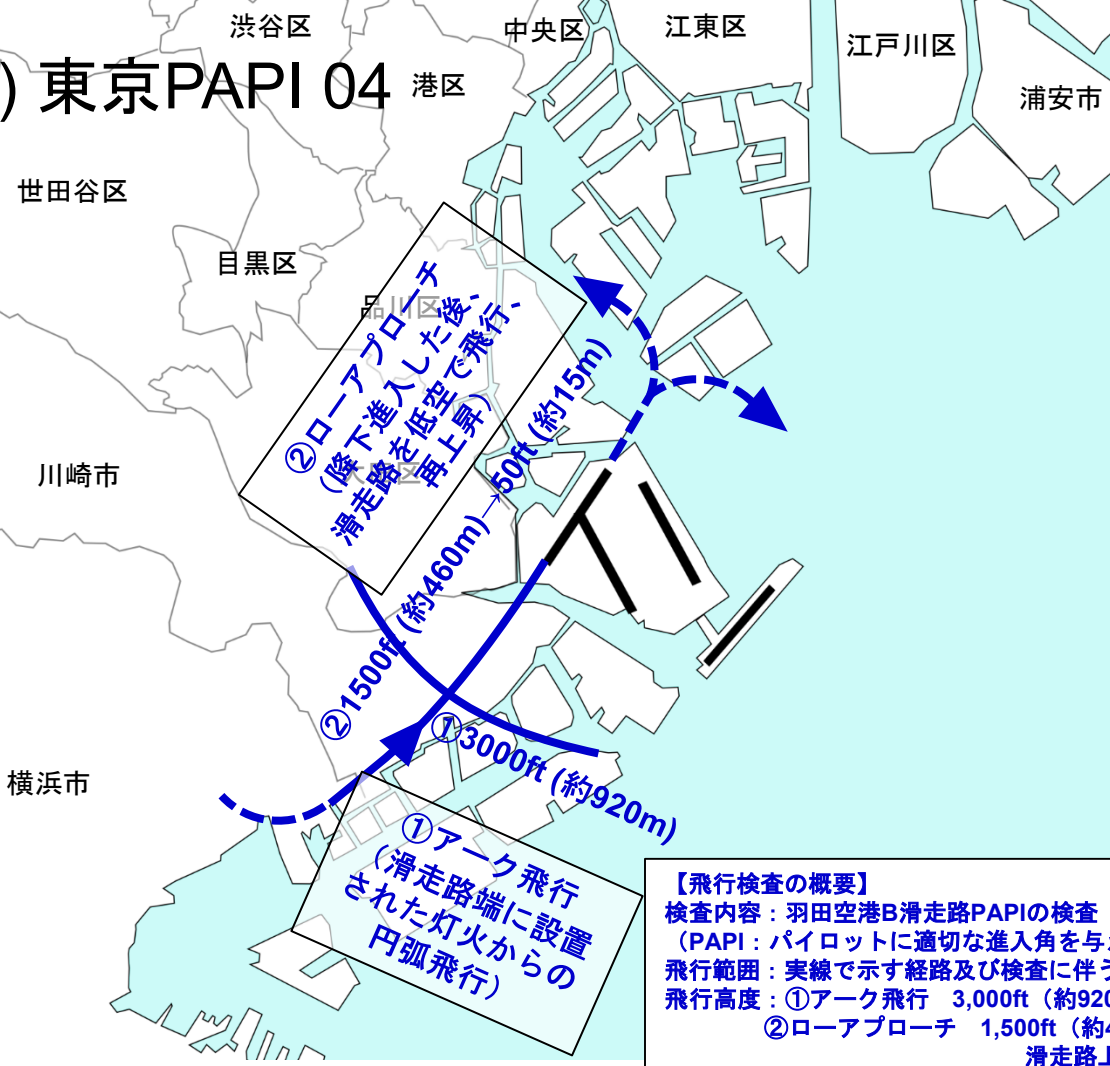 渋谷区
中央区
江東区
江戸川区
) 東京PAPI 04
港区
浦安市
世田谷区
目黒区
品川区
②ローアプローチ
(降下進入した後、
滑走路を低空で飛行、
再上昇)
大田区
川崎市
②1500ft (約460m)→50ft (約15m)
①3000ft (約920m)
横浜市
①アーク飛行
(滑走路端に設置
された灯火からの
円弧飛行)
【飛行検査の概要】
検査内容：羽田空港B滑走路PAPIの検査
（PAPI：パイロットに適切な進入角を与
飛行範囲：実線で示す経路及び検査に伴う
飛行高度：①アーク飛行　3,000ft（約920
②ローアプローチ　1,500ft（約4
滑走路上